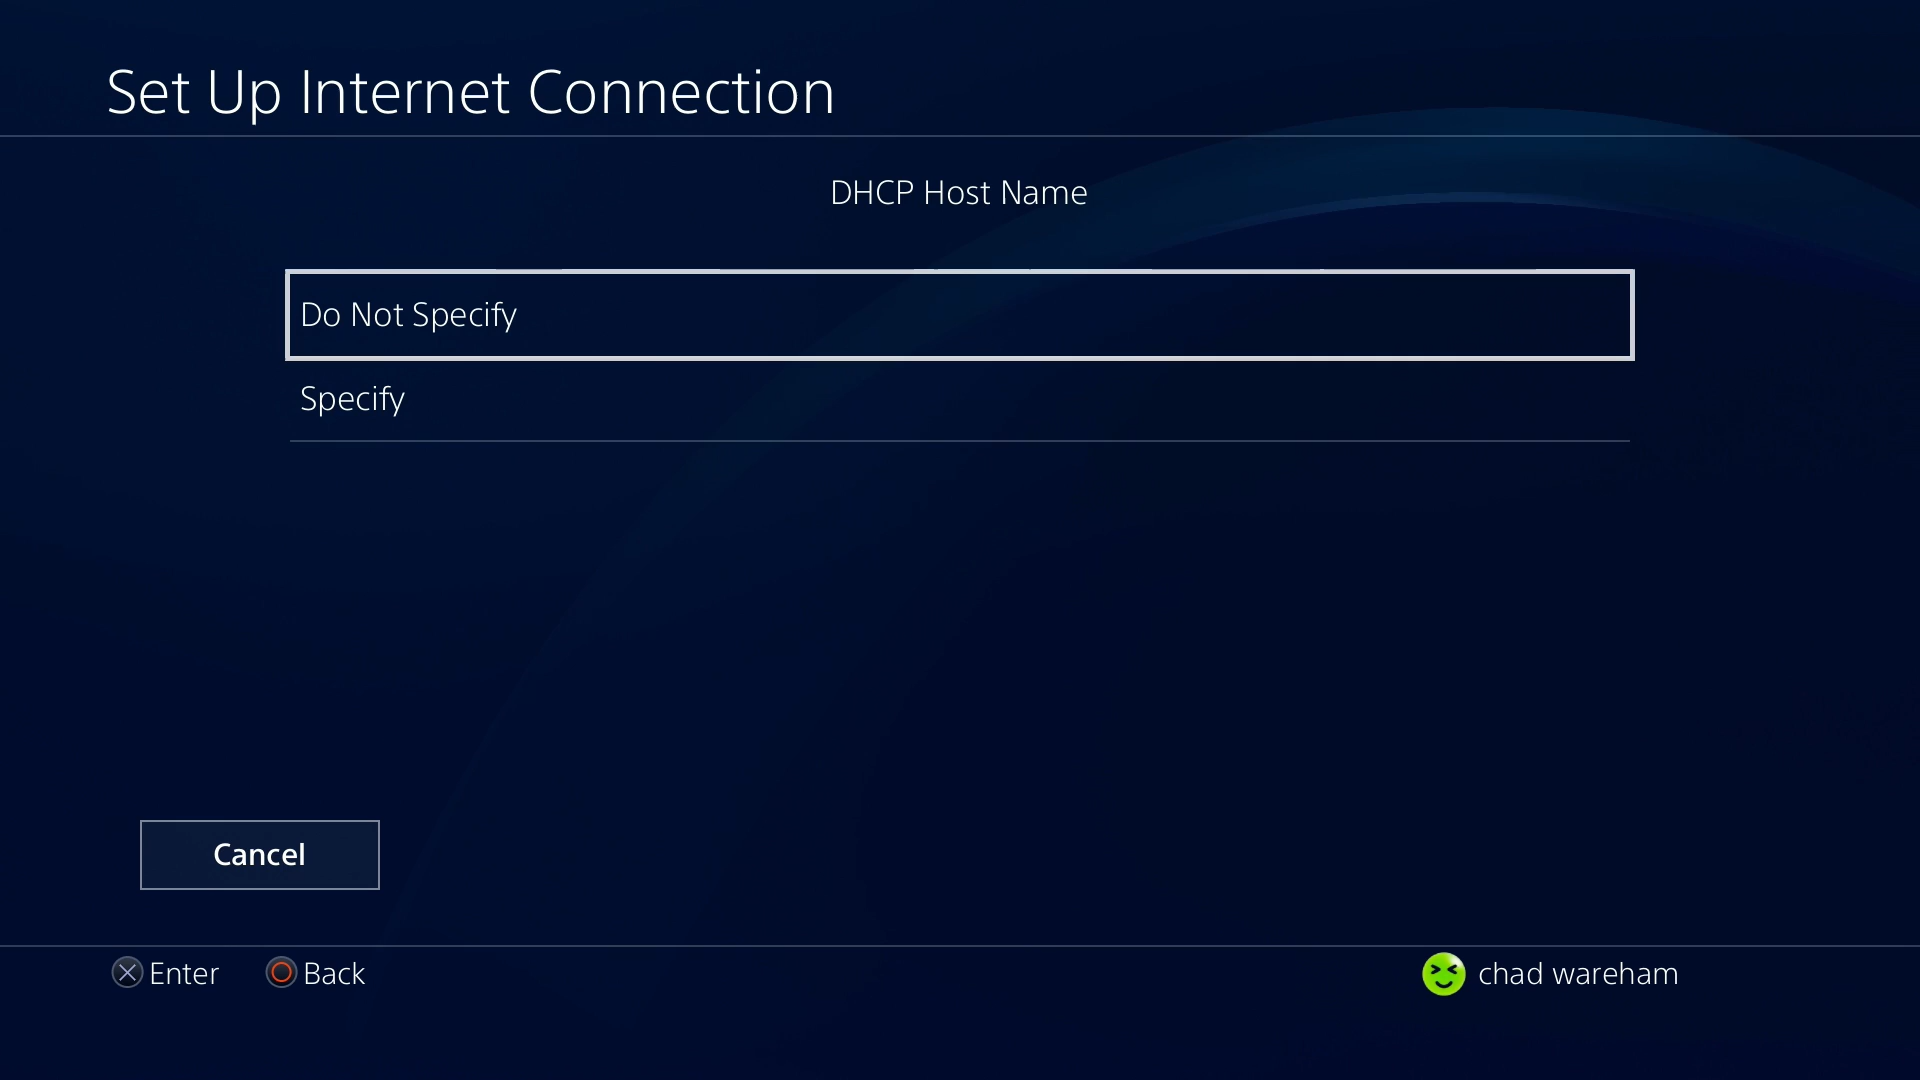 Set Up Internet Connection
DHCP Host Name
Do Not Specify
Specify
Cancel
Enter Back chad wareham